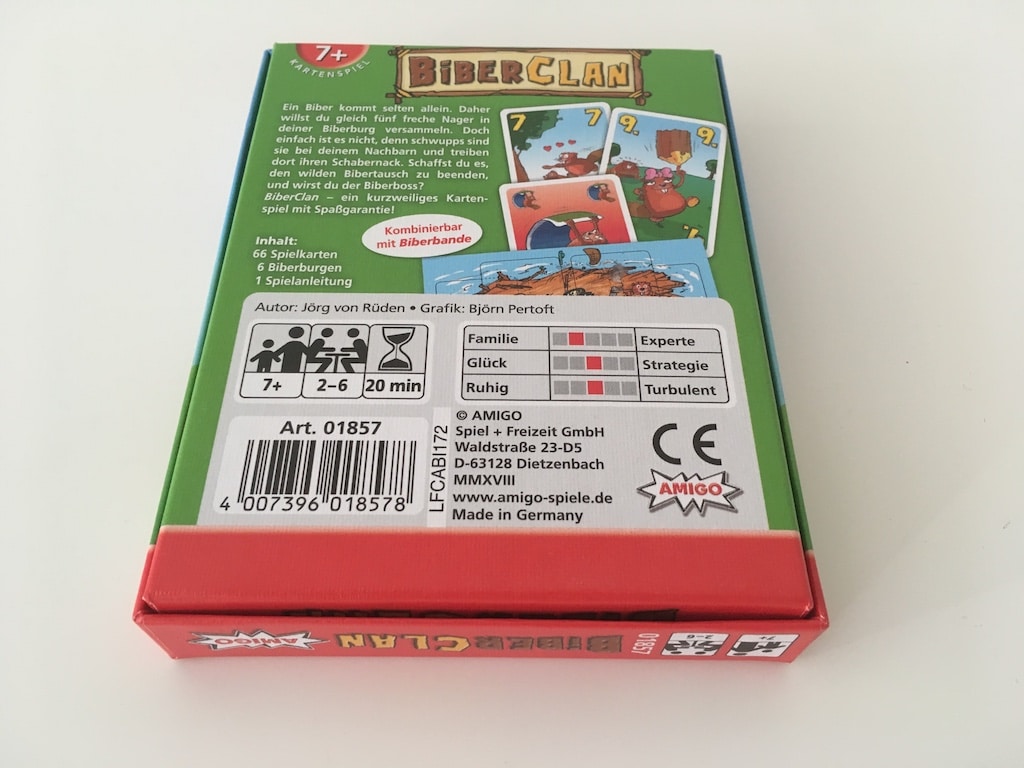 7+
KARTENSPIEL
BIBERCLAN
Ein Biber kommt selten allein. Daher
willst du gleich fünf freche Nager in
deiner Biberburg versammeln. Doch
einfach ist es nicht, denn schwupps sind
sie bei deinem Nachbarn und treiben
dort ihren Schabernack. Schaffst du es,
den wilden Bibertausch zu beenden,
und wirst du der Biberboss?
BiberClan – ein kurzweiliges Karten-
spiel mit Spaßgarantie!
7 7
9. 9.
Kombinierbar
mit Biberbande
Inhalt:
66 Spielkarten
6 Biberburgen
1 Spielanleitung
Autor: Jörg von Rüden • Grafik: Björn Pertoft
7+ 2–6 20 min
Familie Experte
Glück Strategie
Ruhig Turbulent
Art. 01857
4 007396 018578
LFCABI172
© AMIGO
Spiel + Freizeit GmbH
Waldstraße 23-D5
D-63128 Dietzenbach
MMXVIII
www.amigo-spiele.de
Made in Germany
CE
AMIGO
7+ 2–6 01857 BIBERCLAN AMIGO